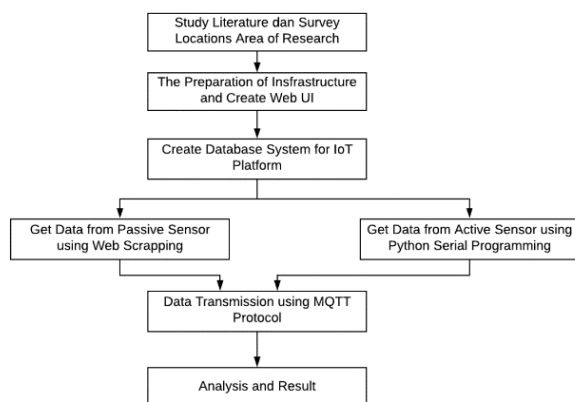 Study Literature dan Survey
Locations Area of Research
The Preparation of Insfrastructure
and Create Web UI
Create Database System for IoT
Platform
Get Data from Passive Sensor
using Web Scrapping
Get Data from Active Sensor using
Python Serial Programming
Data Transmission using MQTT
Protocol
Analysis and Result